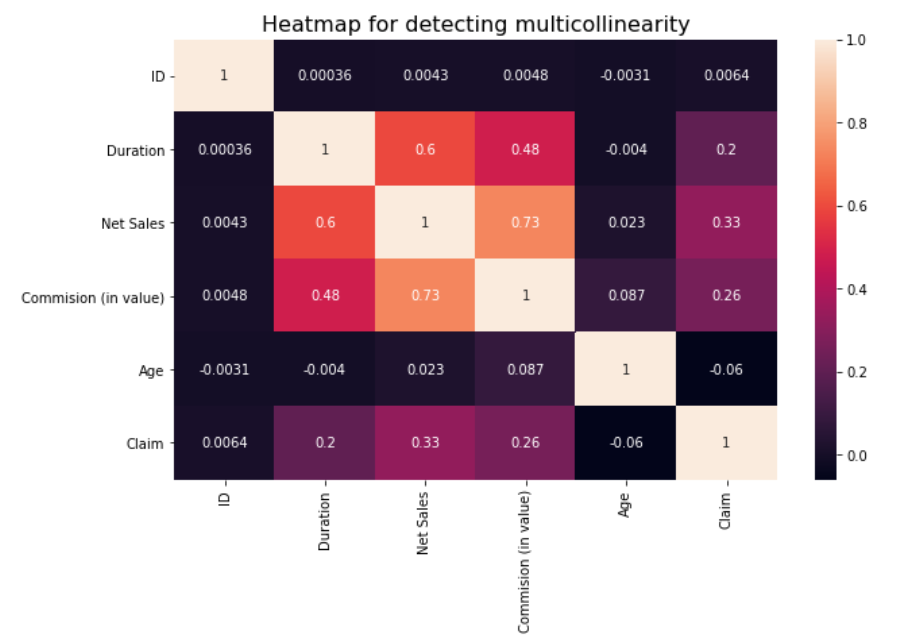 Heatmap for detecting multicollinearity
ID 1 0.00036 0.0043 0.0048 -0.0031 0.0064
Duration 0.00036 1 0.6 0.48 -0.004 0.2
Net Sales 0.0043 0.6 1 0.73 0.023 0.33
Commision (in value) 0.0048 0.48 0.73 1 0.087 0.26
Age -0.0031 -0.004 0.023 0.087 1 -0.06
Claim 0.0064 0.2 0.33 0.26 -0.06 1
ID
Duration
Net Sales
Commision (in value)
Age
Claim
1.0
0.8
0.6
0.4
0.2
0.0